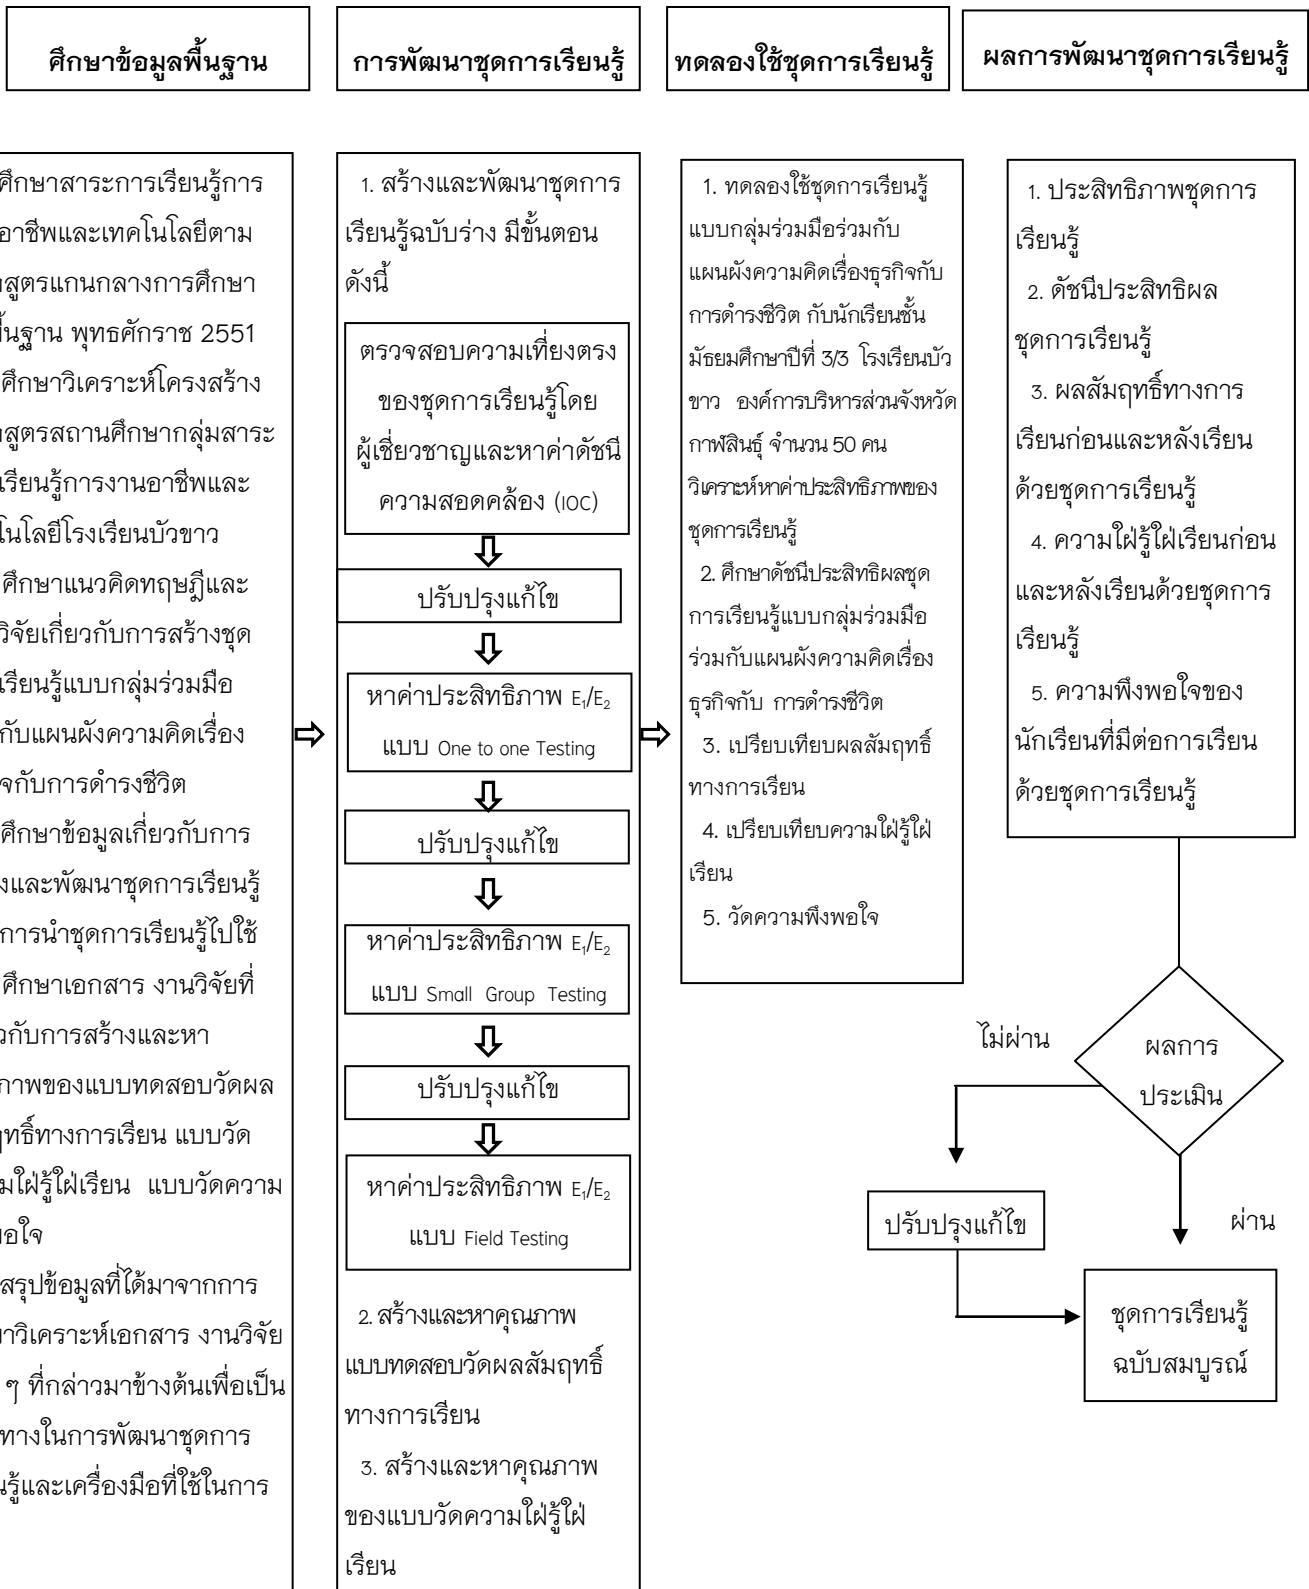 ศึกษาข้อมูลพื้นฐาน
การพัฒนาชุดการเรียนรู้
ทดลองใช้ชุดการเรียนรู้
ผลการพัฒนาชุดการเรียนรู้
ศึกษาสาระการเรียนรู้การ
อาชีพและเทคโนโลยีตาม
สูตรแกนกลางการศึกษา
พื้นฐาน พุทธศักราช 2551
ศึกษาวิเคราะห์โครงสร้าง
สูตรสถานศึกษากลุ่มสาระ
เรียนรู้การงานอาชีพและ
โนโลยีโรงเรียนบัวขาว
ศึกษาแนวคิดทฤษฎีและ
วิจัยเกี่ยวกับการสร้างชุด
เรียนรู้แบบกลุ่มร่วมมือ
กับแผนผังความคิดเรื่อง
จกับการดำรงชีวิต
ศึกษาข้อมูลเกี่ยวกับการ
งและพัฒนาชุดการเรียนรู้
การนำชุดการเรียนรู้ไปใช้
ศึกษาเอกสาร งานวิจัยที่
วกับการสร้างและหา
ภาพของแบบทดสอบวัดผล
ฤทธิ์ทางการเรียน แบบวัด
มใฝ่รู้ใฝ่เรียน แบบวัดความ
พอใจ
สรุปข้อมูลที่ได้มาจากการ
าวิเคราะห์เอกสาร งานวิจัย
ๆ ที่กล่าวมาข้างต้นเพื่อเป็น
ทางในการพัฒนาชุดการ
นรู้และเครื่องมือที่ใช้ในการ
1. สร้างและพัฒนาชุดการ
เรียนรู้ฉบับร่าง มีขั้นตอน
ดังนี้
ตรวจสอบความเที่ยงตรง
ของชุดการเรียนรู้โดย
ผู้เชี่ยวชาญและหาค่าดัชนี
ความสอดคล้อง (IOC)
ปรับปรุงแก้ไข
หาค่าประสิทธิภาพ E₁/E₂
แบบ One to one Testing
ปรับปรุงแก้ไข
หาค่าประสิทธิภาพ E₁/E₂
แบบ Small Group Testing
ปรับปรุงแก้ไข
หาค่าประสิทธิภาพ E₁/E₂
แบบ Field Testing
2. สร้างและหาคุณภาพ
แบบทดสอบวัดผลสัมฤทธิ์
ทางการเรียน
3. สร้างและหาคุณภาพ
ของแบบวัดความใฝ่รู้ใฝ่
เรียน
1. ทดลองใช้ชุดการเรียนรู้
แบบกลุ่มร่วมมือร่วมกับ
แผนผังความคิดเรื่องธุรกิจกับ
การดำรงชีวิต กับนักเรียนชั้น
มัธยมศึกษาปีที่ 3/3 โรงเรียนบัว
ขาว องค์การบริหารส่วนจังหวัด
กาฬสินธุ์ จำนวน 50 คน
วิเคราะห์หาค่าประสิทธิภาพของ
ชุดการเรียนรู้
2. ศึกษาดัชนีประสิทธิผลชุด
การเรียนรู้แบบกลุ่มร่วมมือ
ร่วมกับแผนผังความคิดเรื่อง
ธุรกิจกับ การดำรงชีวิต
3. เปรียบเทียบผลสัมฤทธิ์
ทางการเรียน
4. เปรียบเทียบความใฝ่รู้ใฝ่
เรียน
5. วัดความพึงพอใจ
1. ประสิทธิภาพชุดการ
เรียนรู้
2. ดัชนีประสิทธิผล
ชุดการเรียนรู้
3. ผลสัมฤทธิ์ทางการ
เรียนก่อนและหลังเรียน
ด้วยชุดการเรียนรู้
4. ความใฝ่รู้ใฝ่เรียนก่อน
และหลังเรียนด้วยชุดการ
เรียนรู้
5. ความพึงพอใจของ
นักเรียนที่มีต่อการเรียน
ด้วยชุดการเรียนรู้
ไม่ผ่าน
ผลการ
ประเมิน
ปรับปรุงแก้ไข
ผ่าน
ชุดการเรียนรู้
ฉบับสมบูรณ์